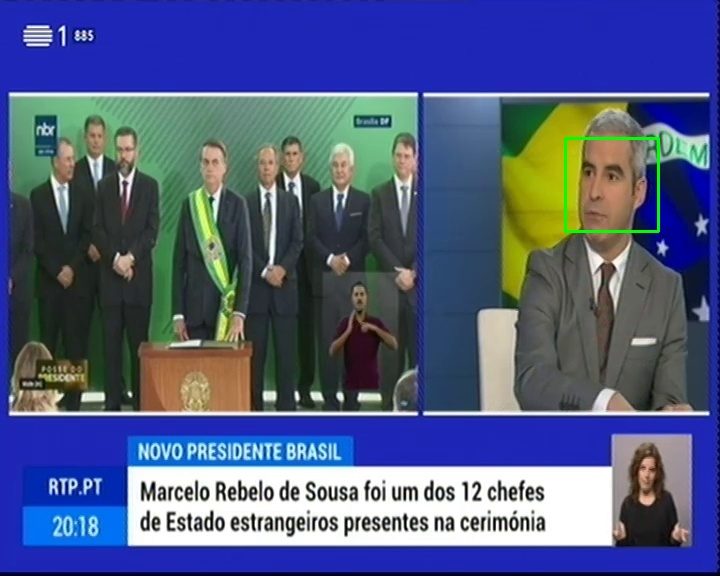 1 885
nbr
Brasília DF
DEM
POSSE DO
PRESIDENTE
NOVO PRESIDENTE BRASIL
RTP.PT
Marcelo Rebelo de Sousa foi um dos 12 chefes
20:18
de Estado estrangeiros presentes na cerimónia